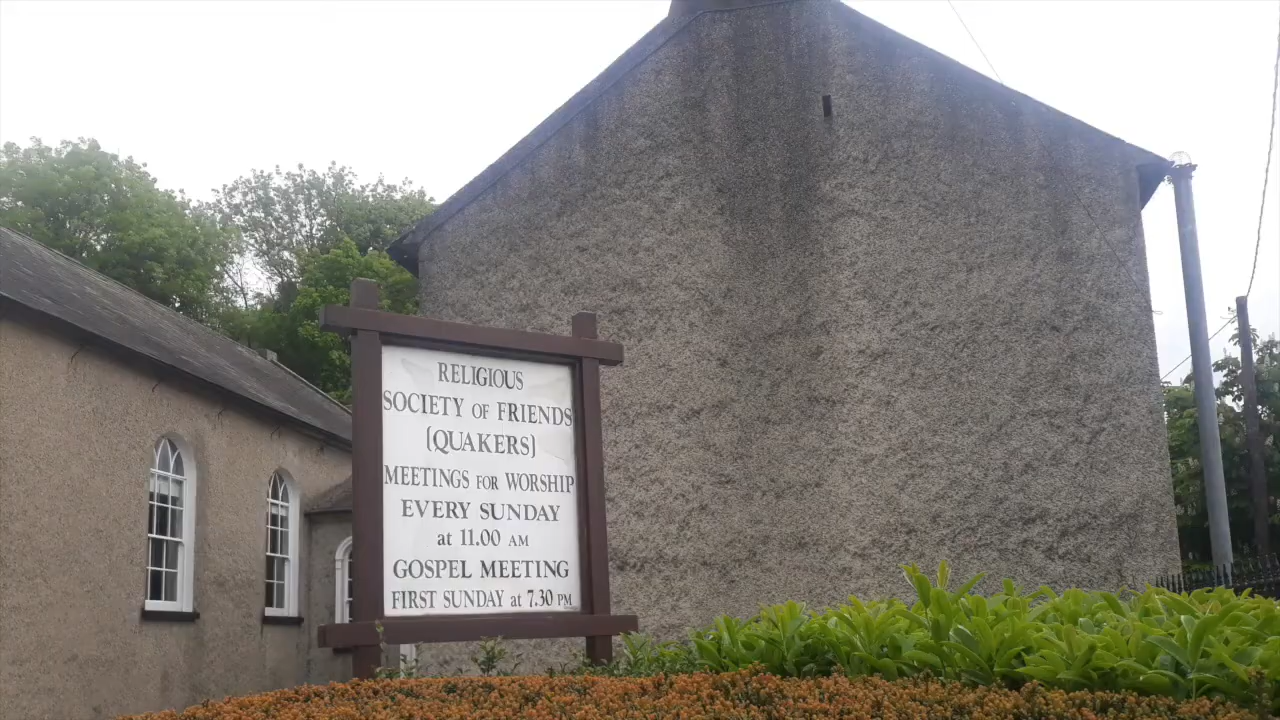 RELIGIOUS
SOCIETY OF FRIENDS
(QUAKERS)
MEETINGS FOR WORSHIP
EVERY SUNDAY
at 11.00 AM
GOSPEL MEETING
FIRST SUNDAY at 7.30 PM